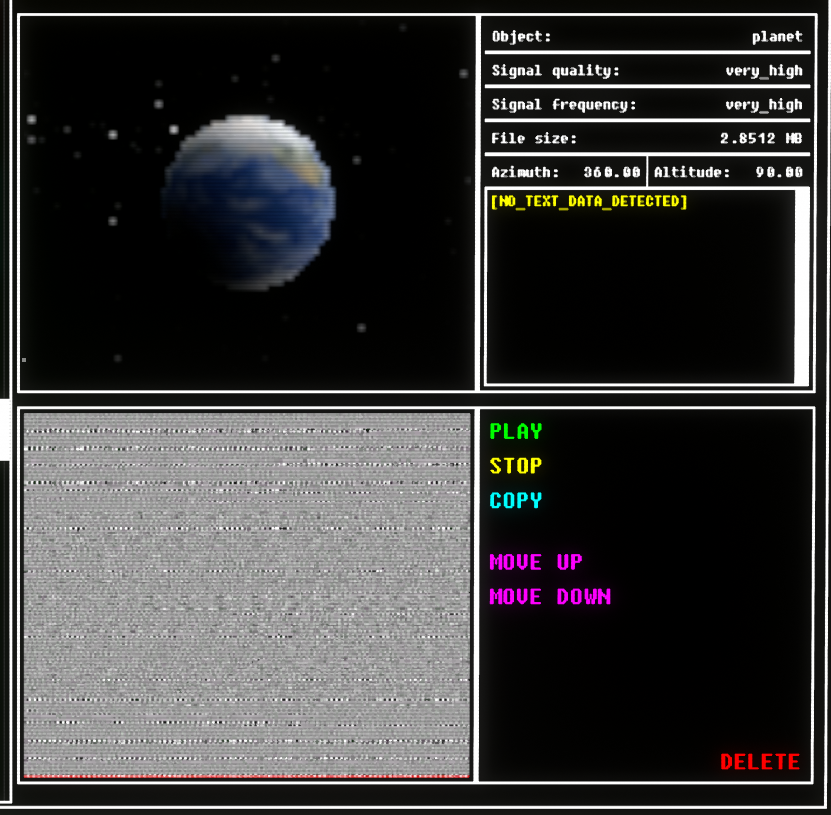 Object: planet
Signal quality: very_high
Signal frequency: very_high
File size: 2.8512 MB
Azimuth: 360.00 Altitude: 90.00
[NO_TEXT_DATA_DETECTED]
PLAY
STOP
COPY
MOVE UP
MOVE DOWN
DELETE